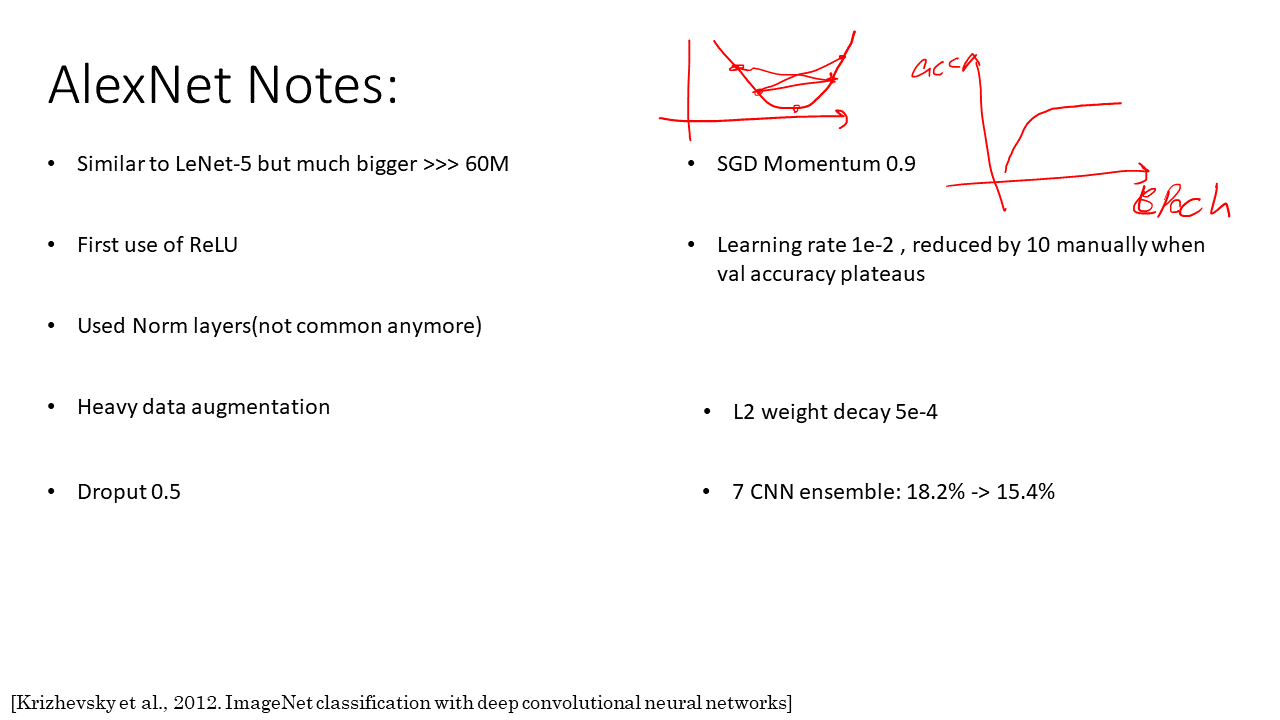 AlexNet Notes:
• Similar to LeNet-5 but much bigger >>> 60M
• First use of ReLU
• Used Norm layers(not common anymore)
• Heavy data augmentation
• Droput 0.5
acc
Epoch
• SGD Momentum 0.9
• Learning rate 1e-2 , reduced by 10 manually when
val accuracy plateaus
• L2 weight decay 5e-4
• 7 CNN ensemble: 18.2% -> 15.4%
[Krizhevsky et al., 2012. ImageNet classification with deep convolutional neural networks]